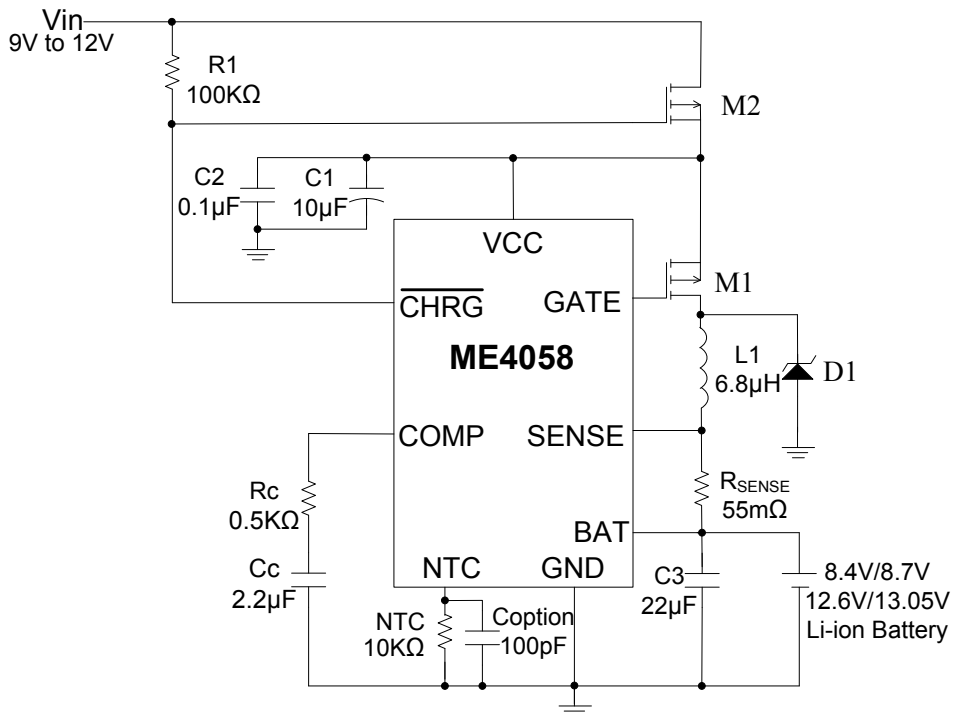 Vin
9V to 12V
R1
100KΩ
M2
C2
0.1µF
C1
10µF
VCC
CHRG
GATE
M1
ME4058
L1
6.8µH
D1
COMP
SENSE
Rc
0.5KΩ
RSENSE
55mΩ
BAT
Cc
2.2µF
NTC
GND
C3
22µF
8.4V/8.7V
12.6V/13.05V
Li-ion Battery
NTC
10KΩ
Coption
100pF